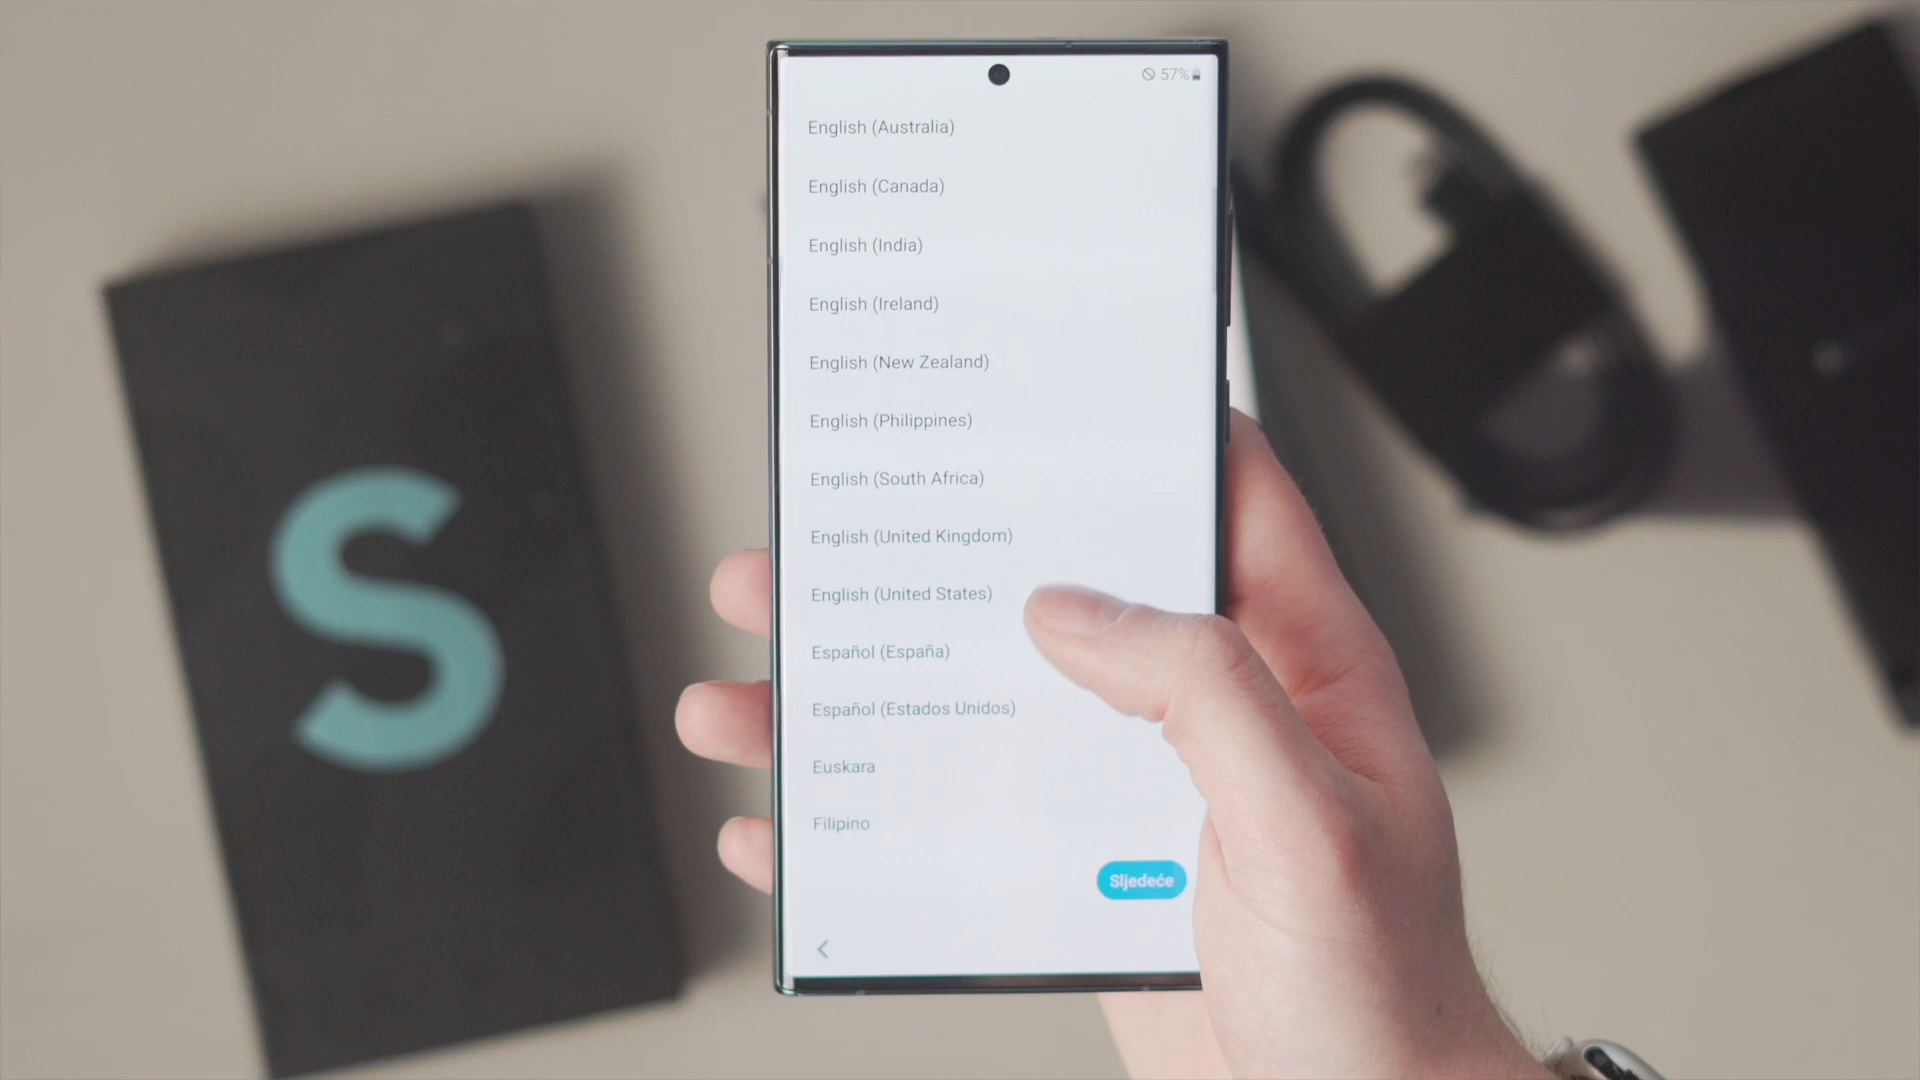 57%
English (Australia)
English (Canada)
English (India)
English (Ireland)
English (New Zealand)
English (Philippines)
English (South Africa)
English (United Kingdom)
English (United States)
Español (España)
Español (Estados Unidos)
Euskara
Filipino
Sljedeće
S